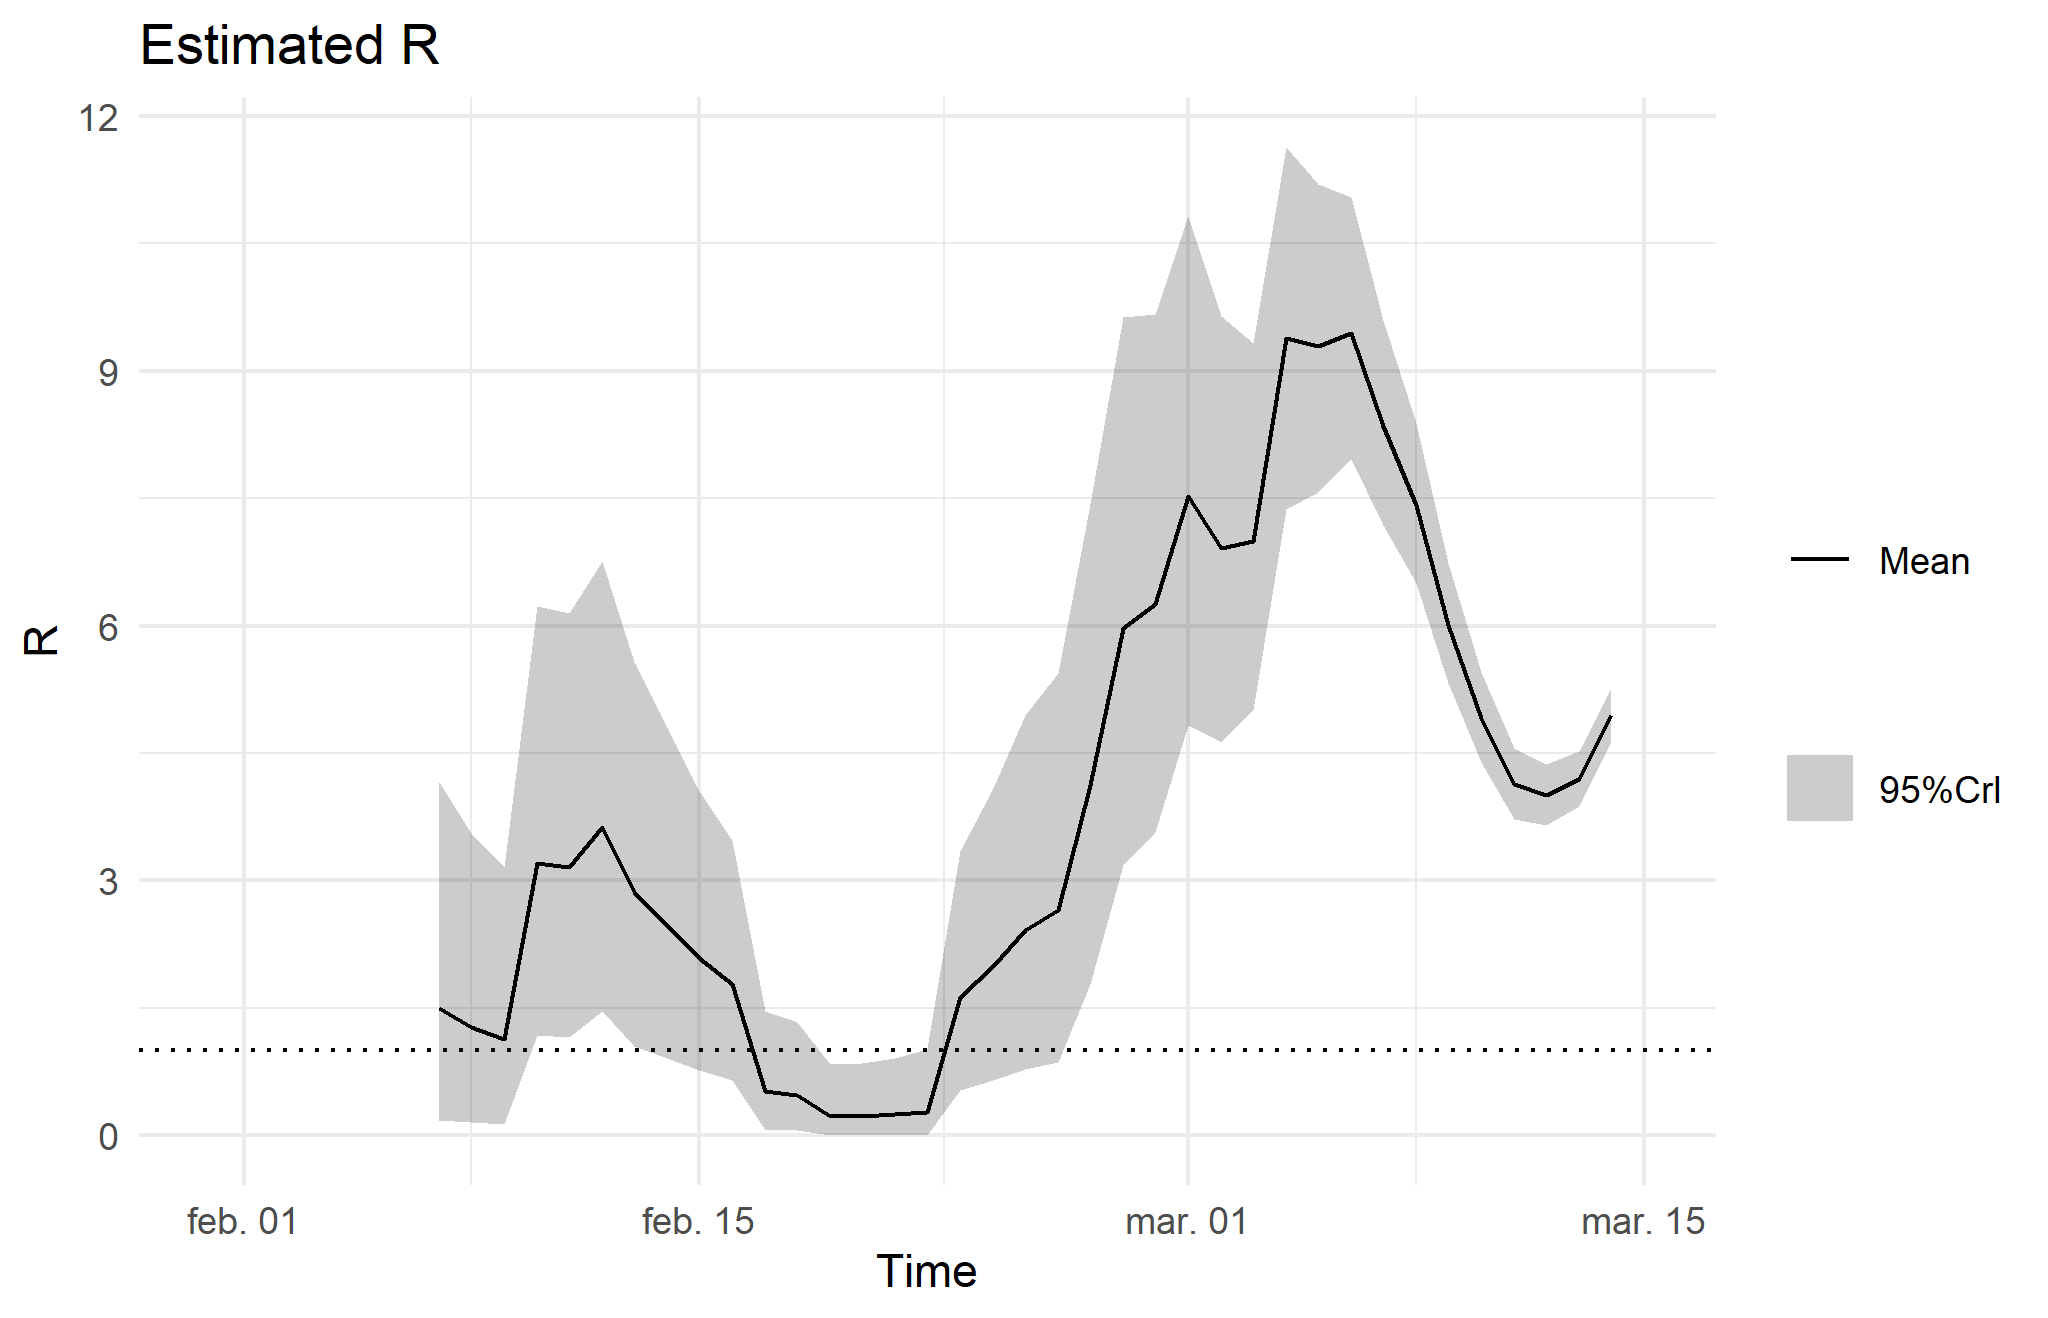 Estimated R
12
9
6
3
0
R
feb. 01
feb. 15
mar. 01
mar. 15
Time
Mean
95%CrI